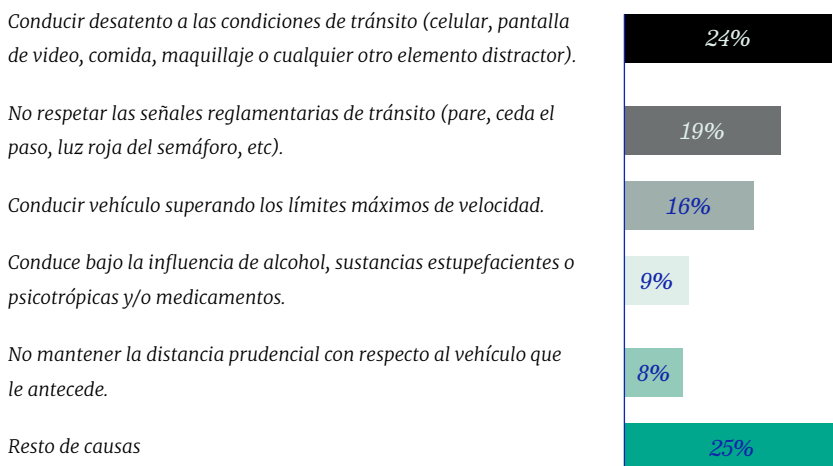 Conducir desatento a las condiciones de tránsito (celular, pantalla
de video, comida, maquillaje o cualquier otro elemento distractor).
24%
No respetar las señales reglamentarias de tránsito (pare, ceda el
paso, luz roja del semáforo, etc).
19%
Conducir vehículo superando los límites máximos de velocidad.
16%
Conduce bajo la influencia de alcohol, sustancias estupefacientes o
psicotrópicas y/o medicamentos.
9%
No mantener la distancia prudencial con respecto al vehículo que
le antecede.
8%
Resto de causas
25%